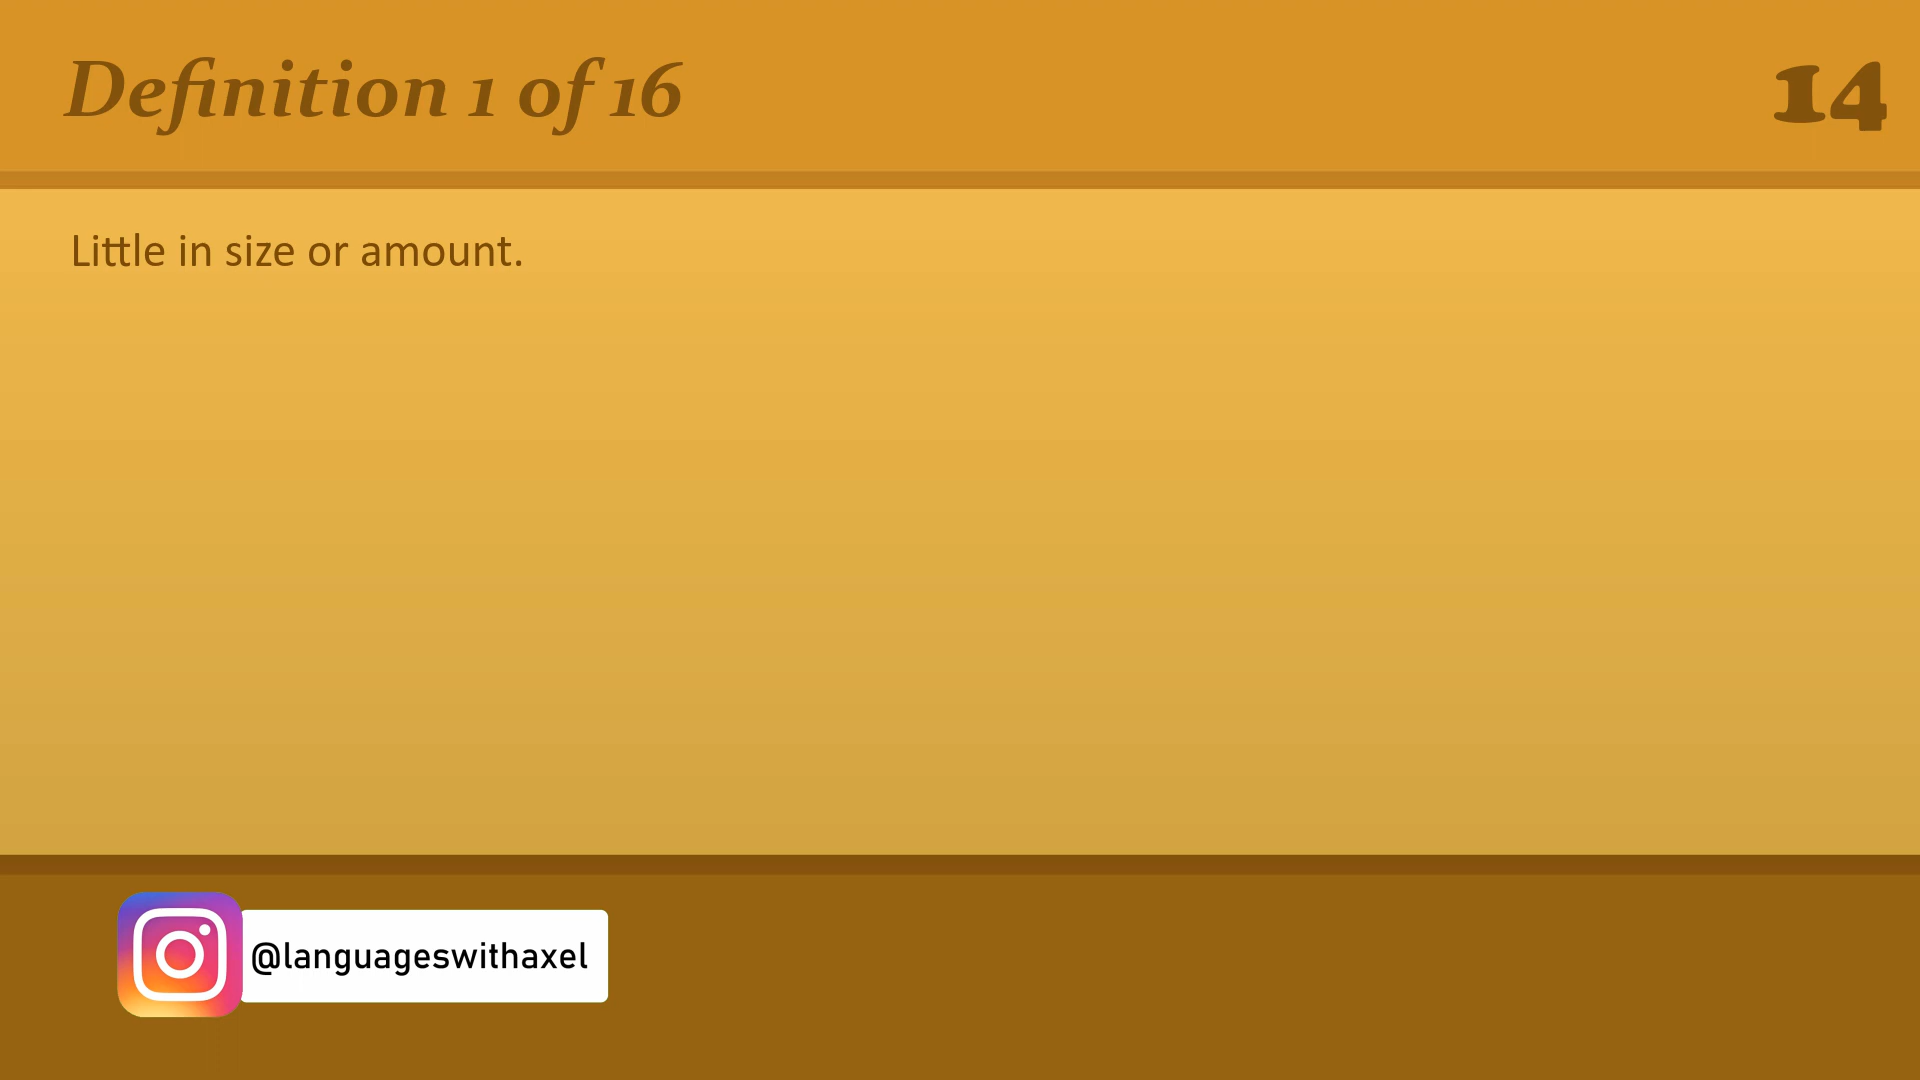 Definition 1 of 16
14
Little in size or amount.
@languageswithaxel